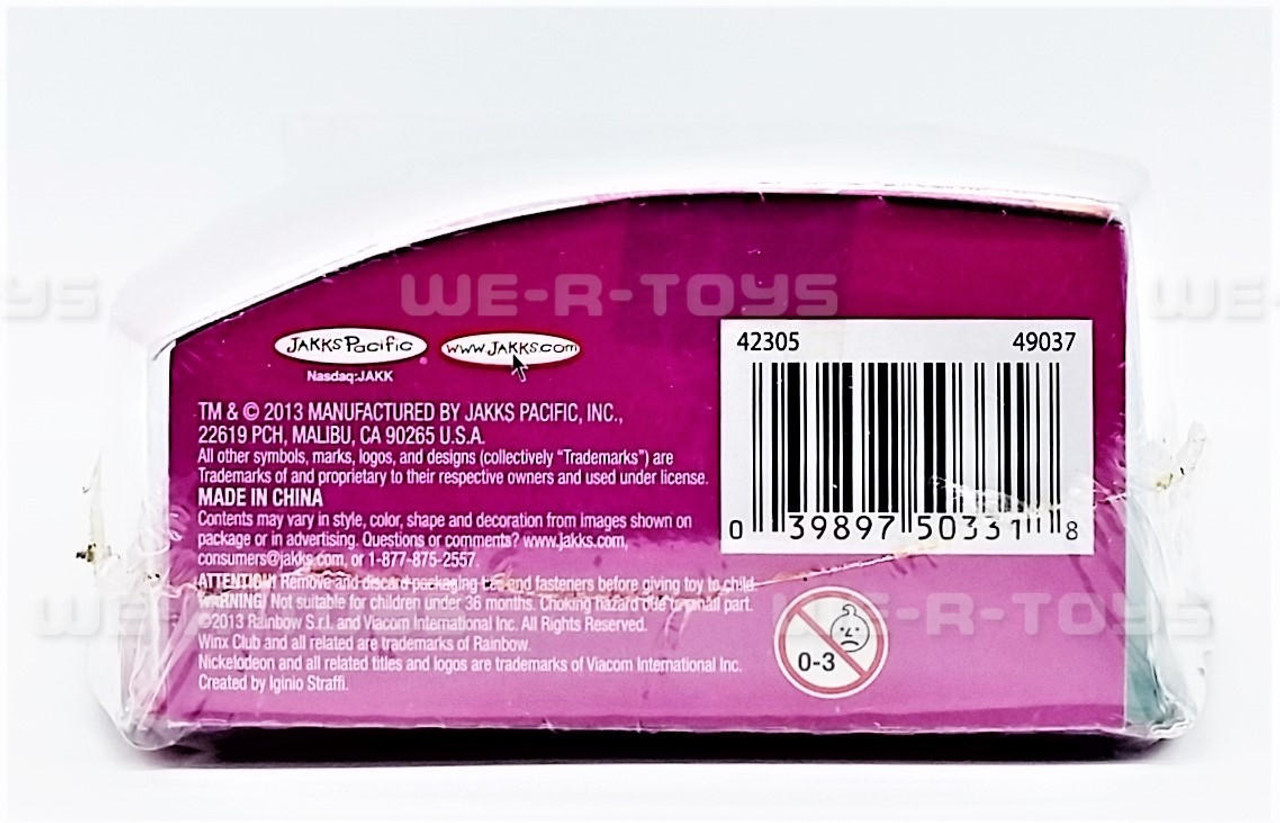 WE-R-TOYS
JAKKS Pacific
www.JAKKS.com
Nasdaq:JAKK
TM & © 2013 MANUFACTURED BY JAKKS PACIFIC, INC.,
22619 PCH, MALIBU, CA 90265 U.S.A.
All other symbols, marks, logos, and designs (collectively “Trademarks”) are
Trademarks of and proprietary to their respective owners and used under license.
MADE IN CHINA
Contents may vary in style, color, shape and decoration from images shown on
package or in advertising. Questions or comments? www.jakks.com,
consumers@jakks.com, or 1-877-875-2557.
ATTENTION! Remove and discard packaging and fasteners before giving toy to child.
WARNING! Not suitable for children under 36 months. Choking hazard due to small part.
©2013 Rainbow S.r.l. and Viacom International Inc. All Rights Reserved.
Winx Club and all related are trademarks of Rainbow.
Nickelodeon and all related titles and logos are trademarks of Viacom International Inc.
Created by Iginio Straffi.
42305 49037
0 39897 50331 8
0-3
YS
WE-
WE-R-TOYS